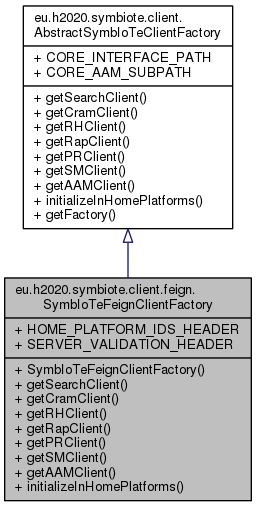 eu.h2020.symbiote.client.
AbstractSymbIoTeClientFactory
+ CORE_INTERFACE_PATH
+ CORE_AAM_SUBPATH
+ getSearchClient()
+ getCramClient()
+ getRHClient()
+ getRapClient()
+ getPRClient()
+ getSMClient()
+ getAAMClient()
+ initializeInHomePlatforms()
+ getFactory()
eu.h2020.symbiote.client.feign.
SymbIoTeFeignClientFactory
+ HOME_PLATFORM_IDS_HEADER
+ SERVER_VALIDATION_HEADER
+ SymbIoTeFeignClientFactory()
+ getSearchClient()
+ getCramClient()
+ getRHClient()
+ getRapClient()
+ getPRClient()
+ getSMClient()
+ getAAMClient()
+ initializeInHomePlatforms()